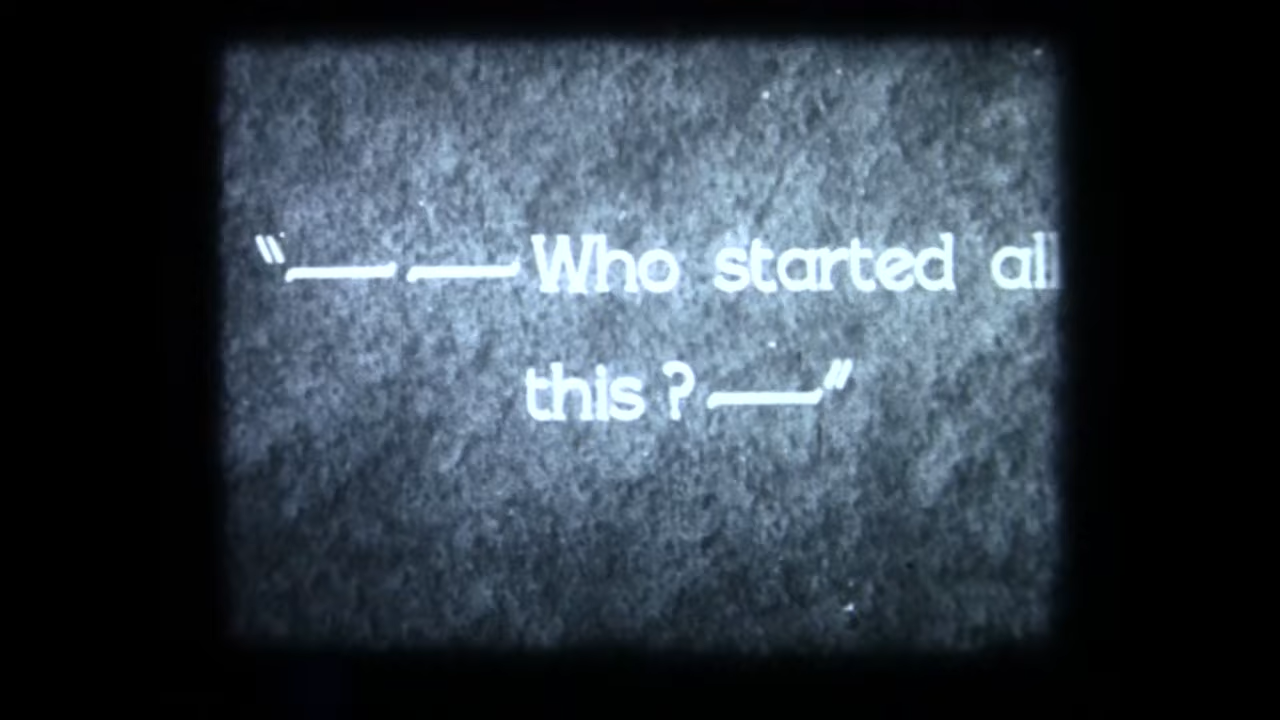 "— — Who started all
this? —"